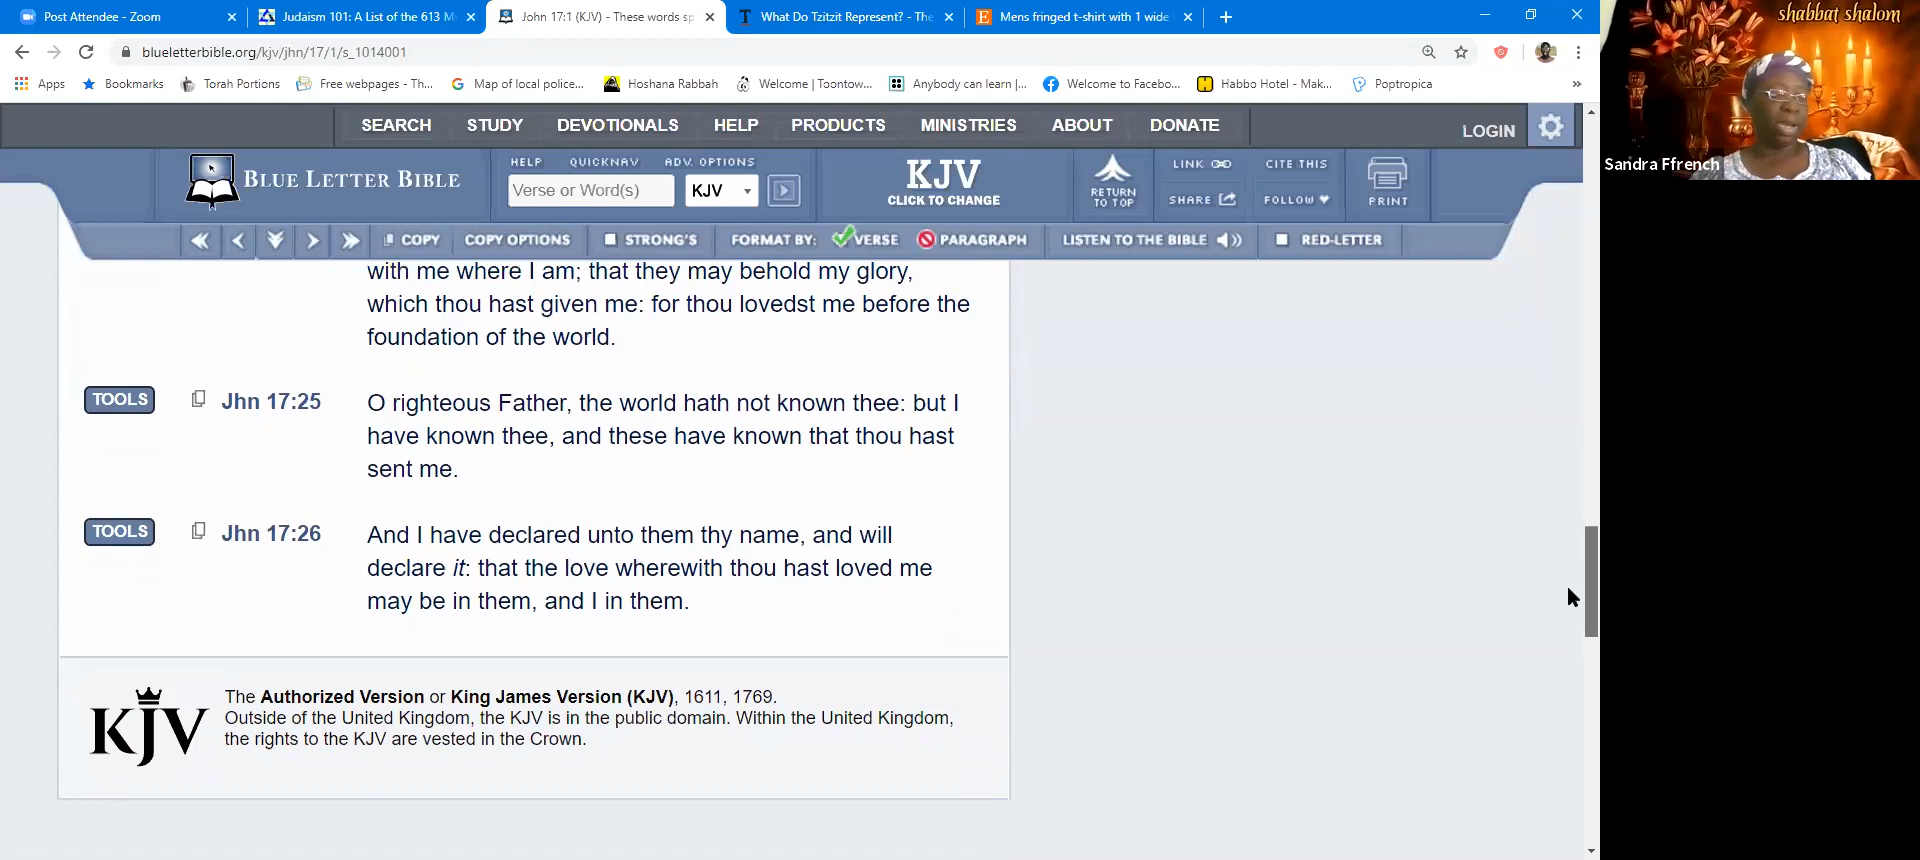 Post Attendee - Zoom
Judaism 101: A List of the 613 Mi
John 17:1 (KJV) - These words sp
What Do Tzitzit Represent? - The
Mens fringed t-shirt with 1 wide
blueletterbible.org/kjv/jhn/17/1/s_1014001
Apps
Bookmarks
Torah Portions
Free webpages - Th...
Map of local police...
Hoshana Rabbah
Welcome | Toontow...
Anybody can learn |...
Welcome to Facebo...
Habbo Hotel - Mak...
Poptropica
SEARCH STUDY DEVOTIONALS HELP PRODUCTS MINISTRIES ABOUT DONATE
LOGIN
BLUE LETTER BIBLE
HELP QUICKNAV ADV. OPTIONS
Verse or Word(s)
KJV
KJV
CLICK TO CHANGE
RETURN
TO TOP
LINK
CITE THIS
SHARE
FOLLOW
PRINT
COPY COPY OPTIONS STRONG'S FORMAT BY: VERSE PARAGRAPH LISTEN TO THE BIBLE RED-LETTER
with me where I am; that they may behold my glory,
which thou hast given me: for thou lovedst me before the
foundation of the world.
TOOLS
Jhn 17:25
O righteous Father, the world hath not known thee: but I
have known thee, and these have known that thou hast
sent me.
TOOLS
Jhn 17:26
And I have declared unto them thy name, and will
declare it: that the love wherewith thou hast loved me
may be in them, and I in them.
KJV
The Authorized Version or King James Version (KJV), 1611, 1769.
Outside of the United Kingdom, the KJV is in the public domain. Within the United Kingdom,
the rights to the KJV are vested in the Crown.
shabbat shalom
Sandra Ffrench